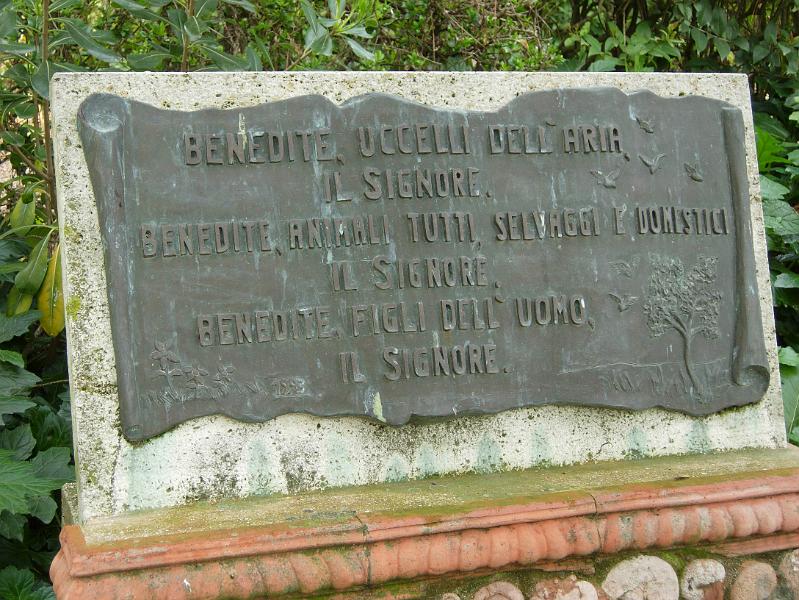 BENEDITE, UCCELLI DELL'ARIA,
IL SIGNORE.
BENEDITE, ANIMALI TUTTI, SELVAGGI E DOMESTICI
IL SIGNORE.
BENEDITE, FIGLI DELL'UOMO,
IL SIGNORE.